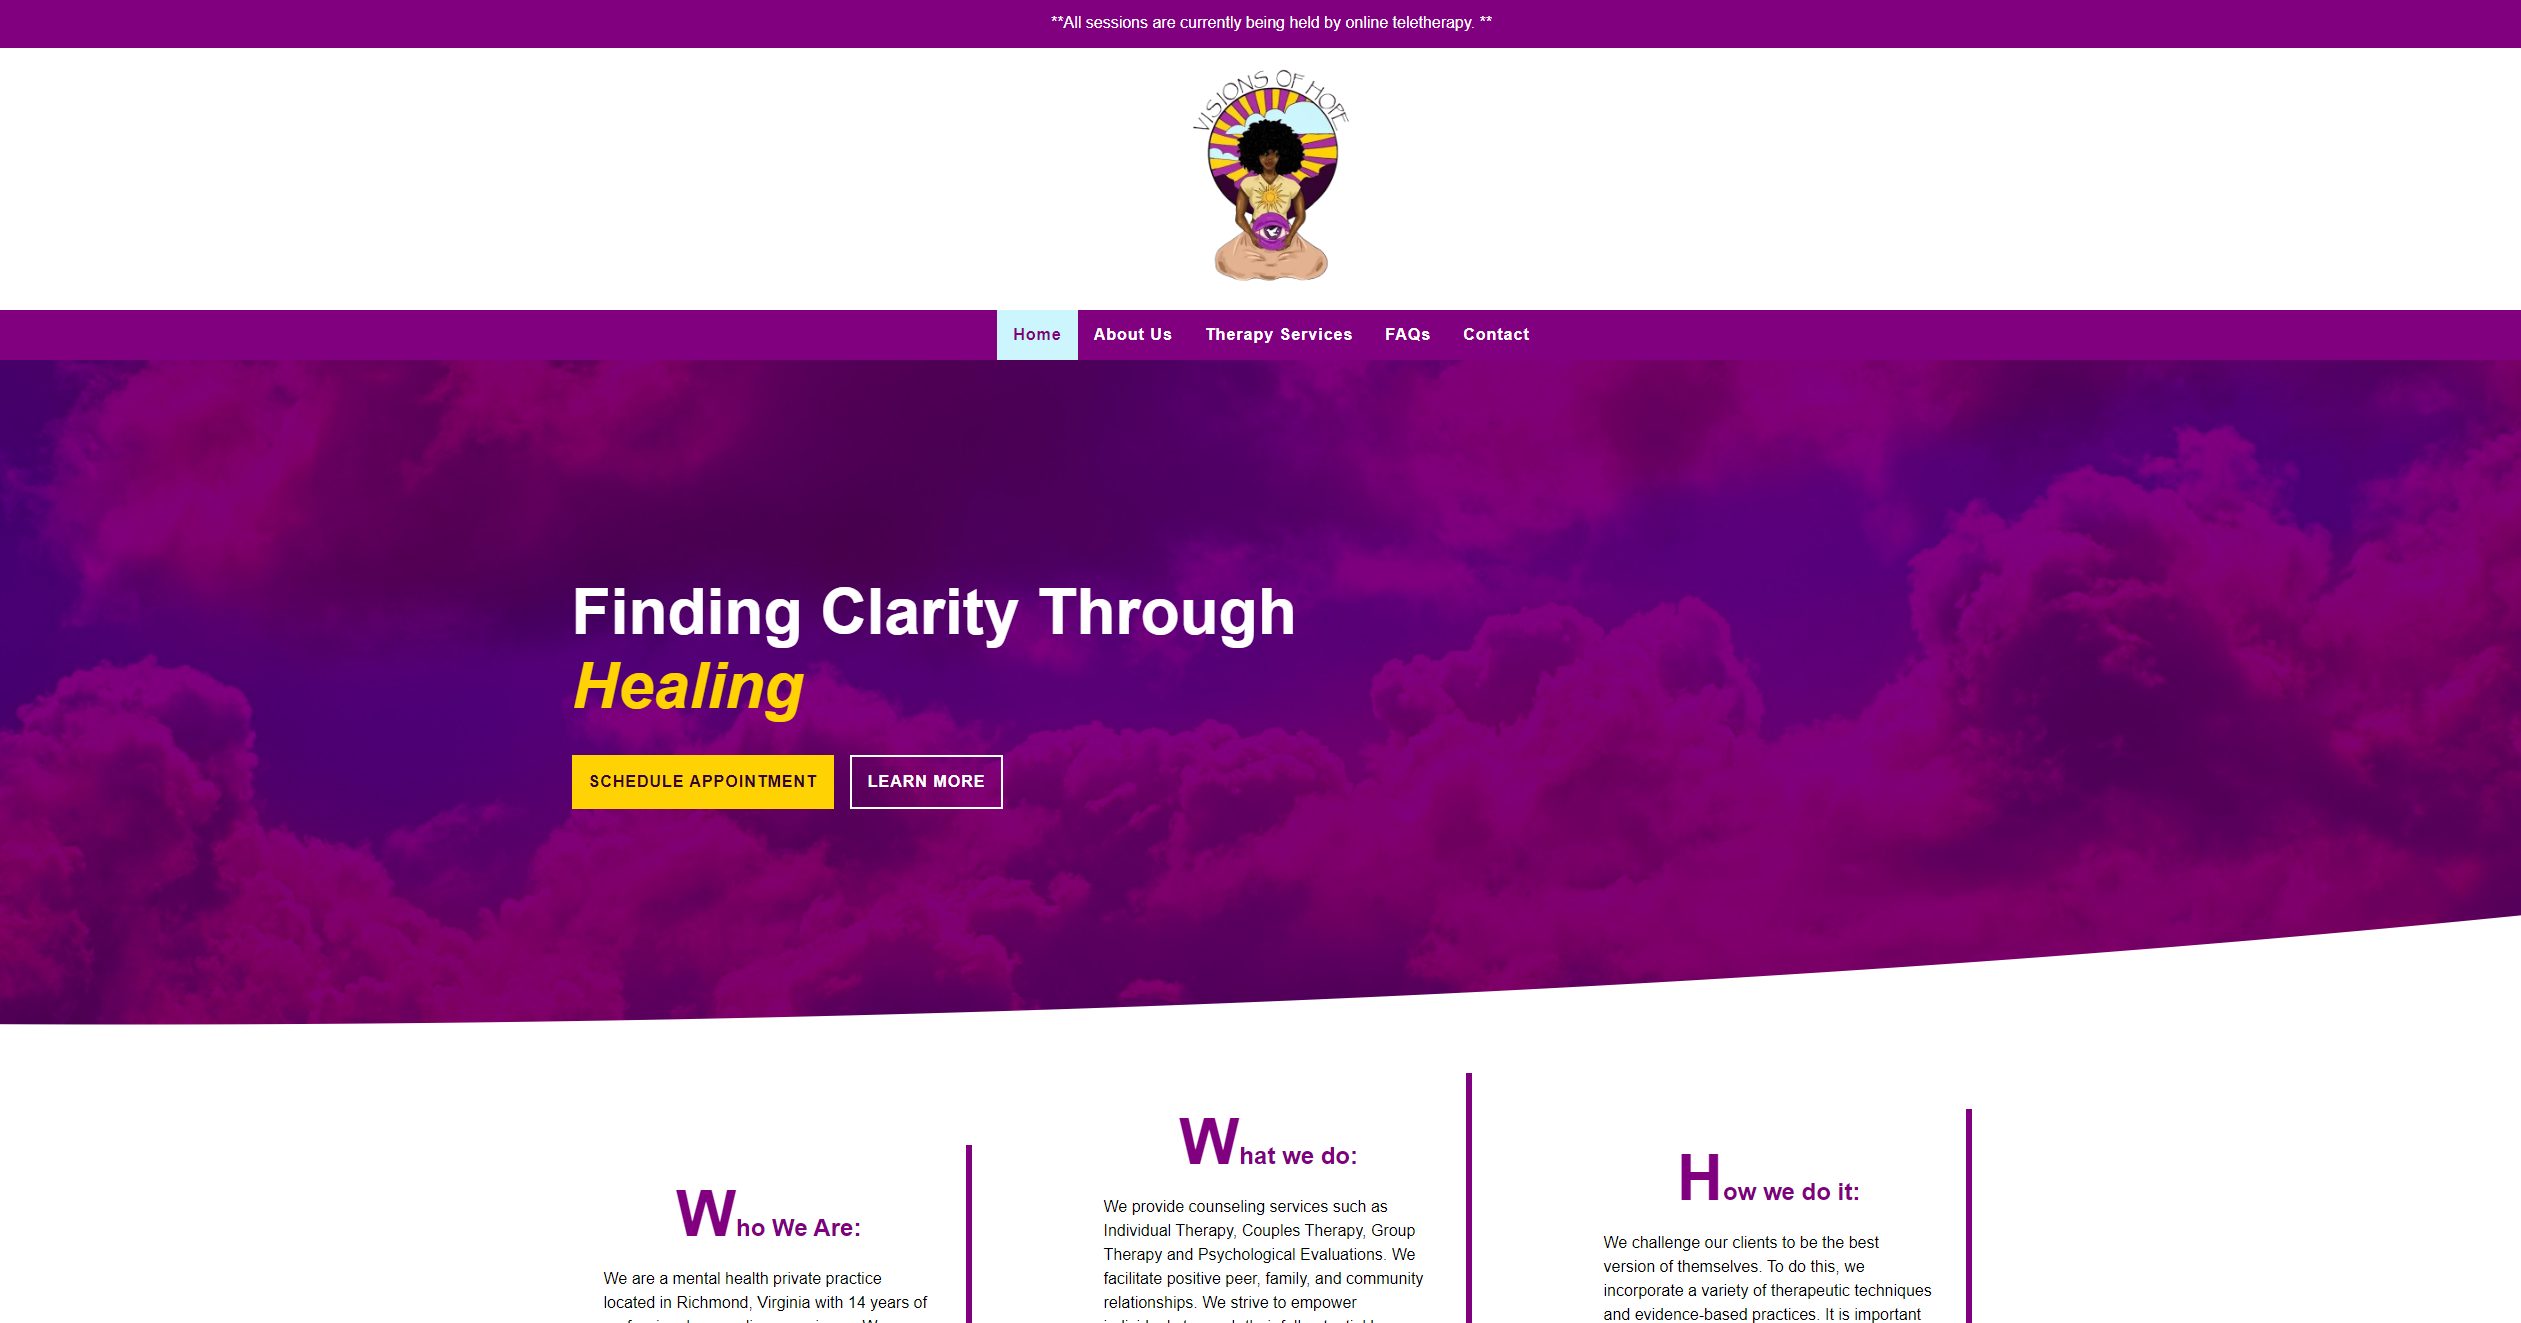 **All sessions are currently being held by online teletherapy. **
VISIONS OF HOPE
Home About Us Therapy Services FAQs Contact
Finding Clarity Through
Healing
SCHEDULE APPOINTMENT LEARN MORE
Who We Are:
We are a mental health private practice
located in Richmond, Virginia with 14 years of
What we do:
We provide counseling services such as
Individual Therapy, Couples Therapy, Group
Therapy and Psychological Evaluations. We
facilitate positive peer, family, and community
relationships. We strive to empower
How we do it:
We challenge our clients to be the best
version of themselves. To do this, we
incorporate a variety of therapeutic techniques
and evidence-based practices. It is important